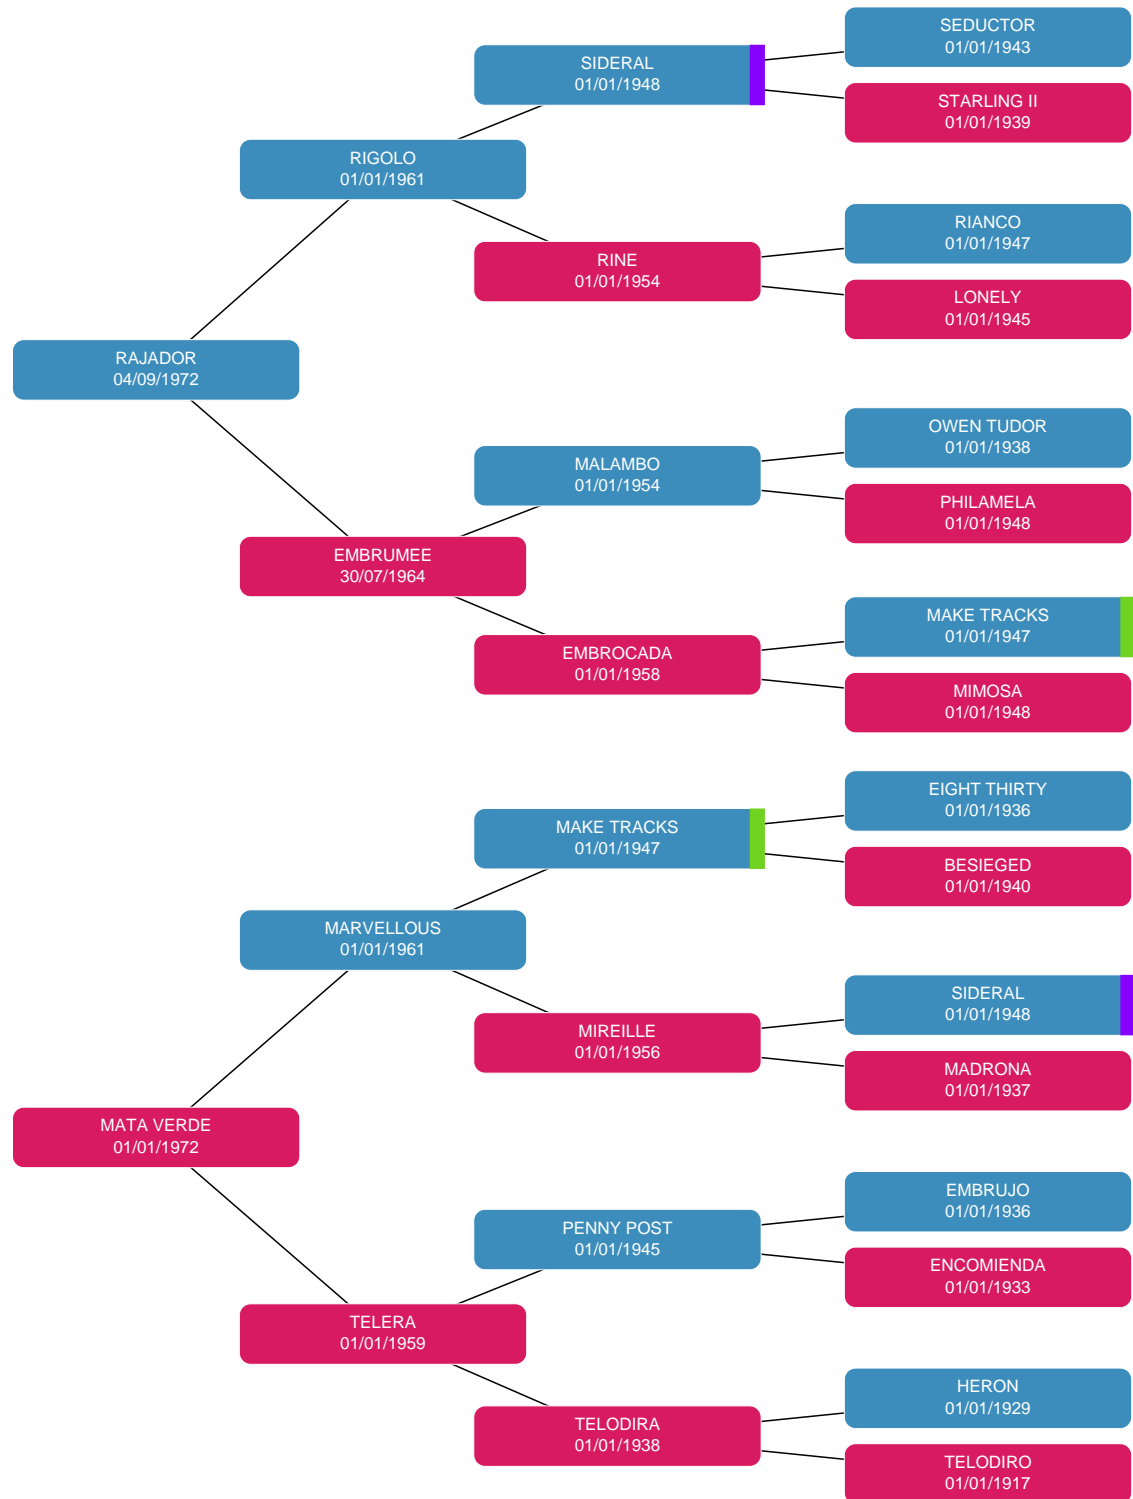 SEDUCTOR
01/01/1943
SIDERAL
01/01/1948
STARLING II
01/01/1939
RIGOLO
01/01/1961
RIANCO
01/01/1947
RINE
01/01/1954
LONELY
01/01/1945
RAJADOR
04/09/1972
OWEN TUDOR
01/01/1938
MALAMBO
01/01/1954
PHILAMELA
01/01/1948
EMBRUMEE
30/07/1964
MAKE TRACKS
01/01/1947
EMBROCADA
01/01/1958
MIMOSA
01/01/1948
EIGHT THIRTY
01/01/1936
MAKE TRACKS
01/01/1947
BESIEGED
01/01/1940
MARVELLOUS
01/01/1961
SIDERAL
01/01/1948
MIREILLE
01/01/1956
MADRONA
01/01/1937
MATA VERDE
01/01/1972
EMBRUJO
01/01/1936
PENNY POST
01/01/1945
ENCOMIENDA
01/01/1933
TELERA
01/01/1959
HERON
01/01/1929
TELODIRA
01/01/1938
TELODIRO
01/01/1917